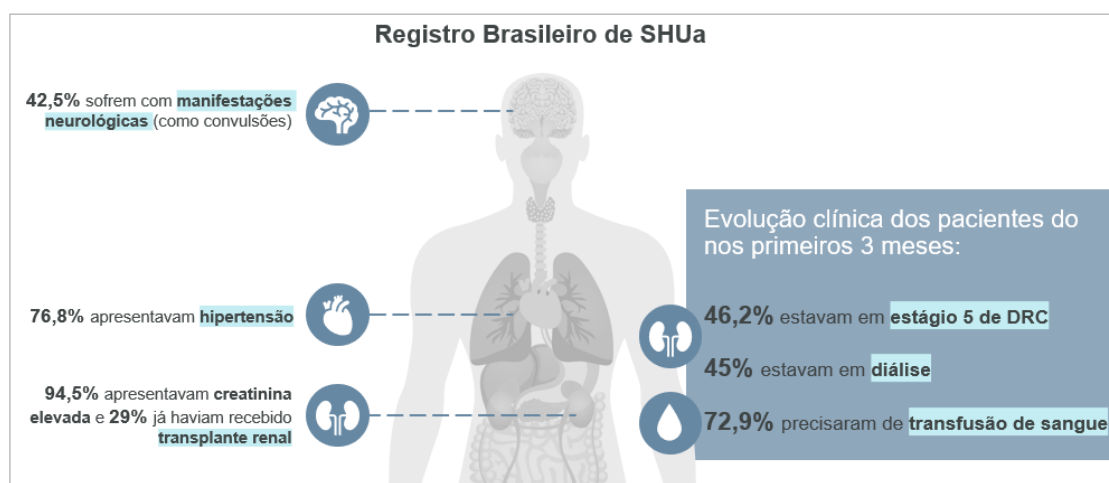 Registro Brasileiro de SHUa
42,5% sofrem com manifestações
neurológicas (como convulsões)
76,8% apresentavam hipertensão
94,5% apresentavam creatinina
elevada e 29% já haviam recebido
transplante renal
Evolução clínica dos pacientes do
nos primeiros 3 meses:
46,2% estavam em estágio 5 de DRC
45% estavam em diálise
72,9% precisaram de transfusão de sangue